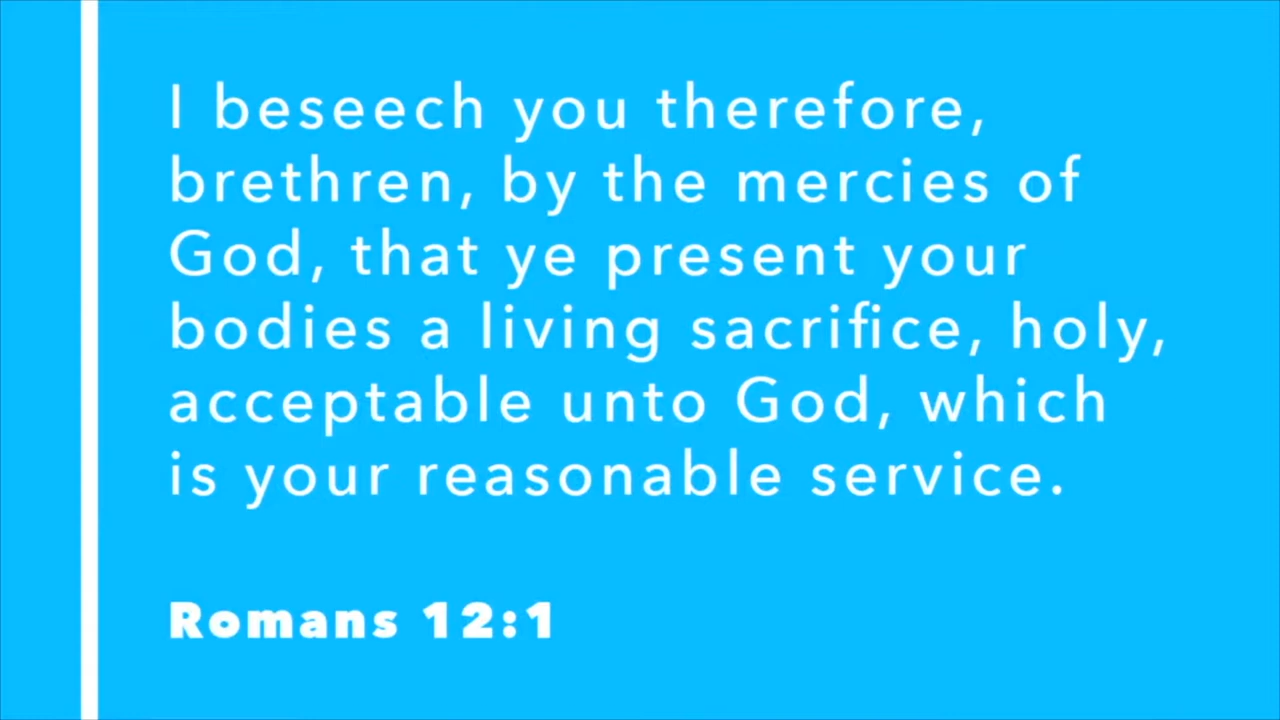 I beseech you therefore,
brethren, by the mercies of
God, that ye present your
bodies a living sacrifice, holy,
acceptable unto God, which
is your reasonable service.
Romans 12:1